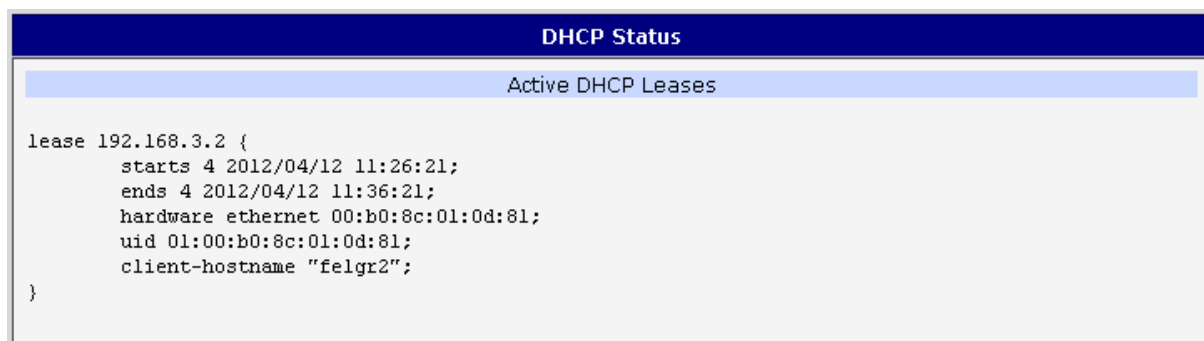 DHCP Status
Active DHCP Leases
lease 192.168.3.2 {
starts 4 2012/04/12 11:26:21;
ends 4 2012/04/12 11:36:21;
hardware ethernet 00:b0:8c:01:0d:81;
uid 01:00:b0:8c:01:0d:81;
client-hostname "felgr2";
}